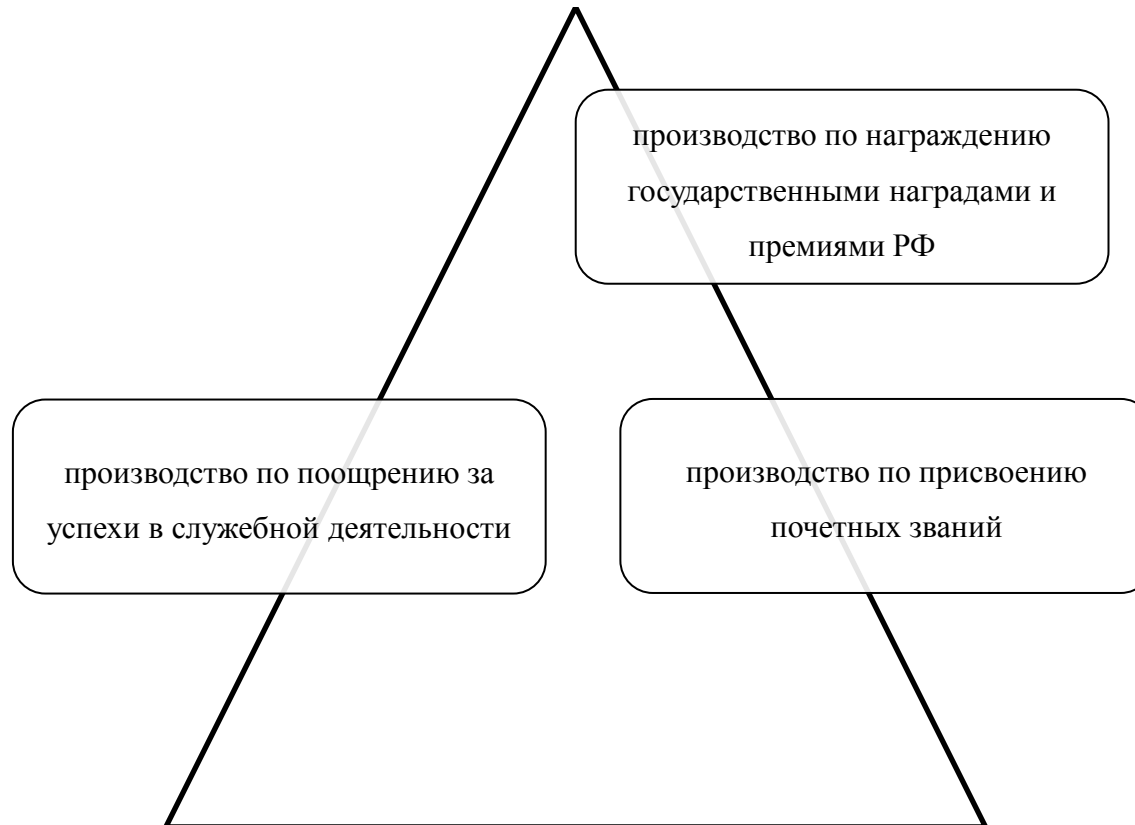 производство по награждению
государственными наградами и
премиями РФ
производство по поощрению за
успехи в служебной деятельности
производство по присвоению
почетных званий